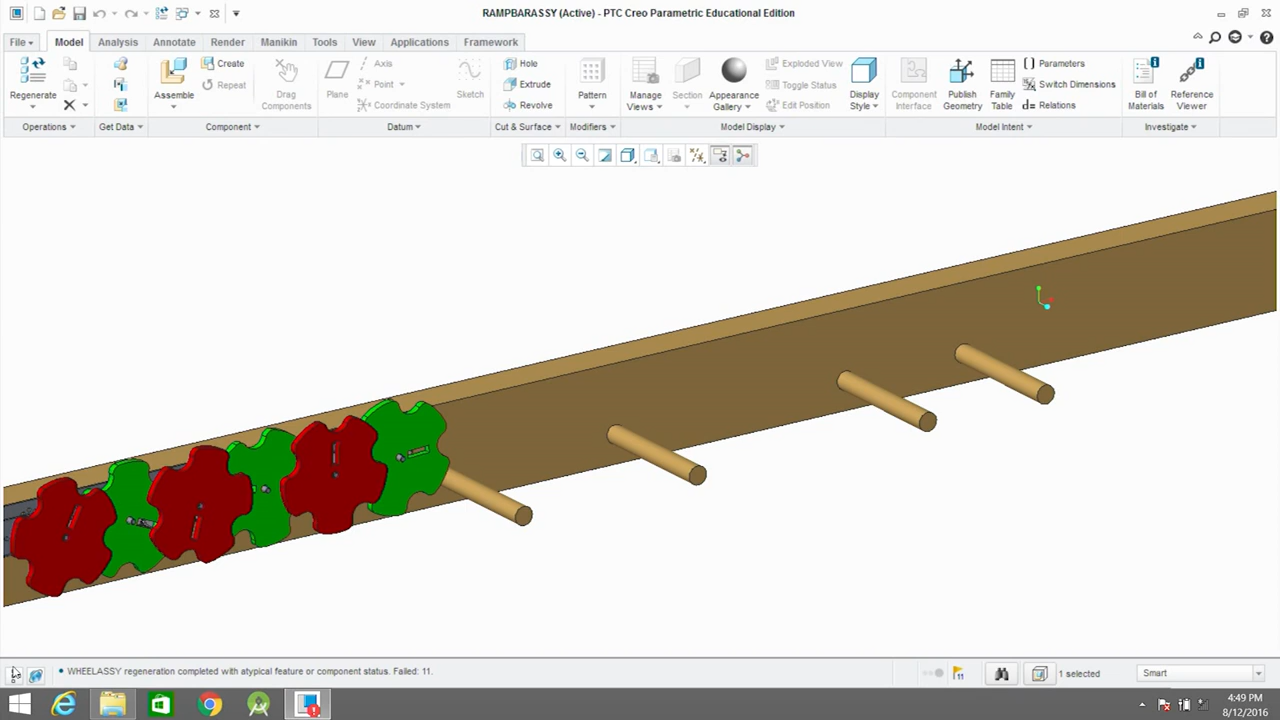 RAMPBARASSY (Active) - PTC Creo Parametric Educational Edition
File Model Analysis Annotate Render Manikin Tools View Applications Framework
Regenerate Assemble Create Repeat Drag Components Plane Axis Point Coordinate System Sketch Hole Extrude Revolve Pattern Manage Views Section Appearance Gallery Exploded View Toggle Status Edit Position Display Style Component Interface Publish Geometry Family Table Parameters Switch Dimensions Relations Bill of Materials Reference Viewer
Operations Get Data Component Datum Cut & Surface Modifiers Model Display Model Intent Investigate
WHEELASSY regeneration completed with atypical feature or component status. Failed: 11. 11 1 selected Smart
4:49 PM
8/12/2016